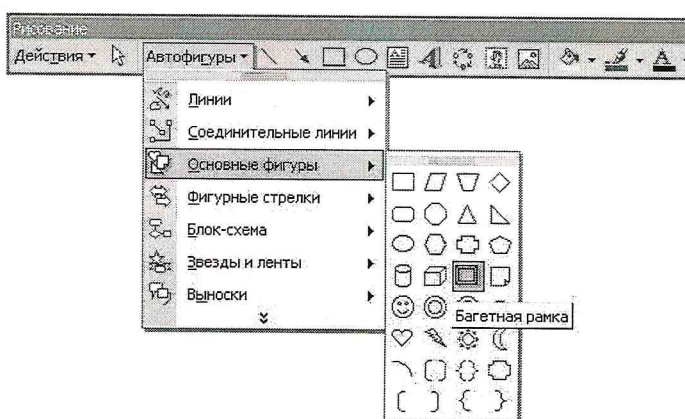 Рисование
Действия Автофигуры
Линии
Соединительные линии
Основные фигуры
Фигурные стрелки
Блок-схема
Звезды и ленты
Выноски
Багетная рамка